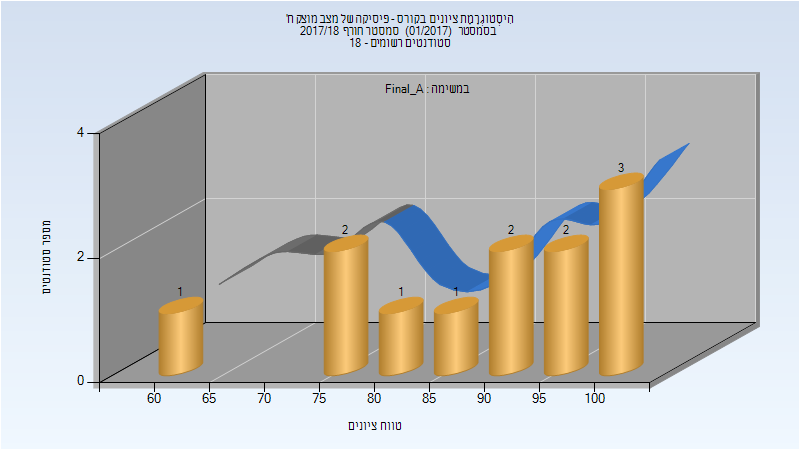 היסטוגרמת ציונים בקורס - פיסיקה של מצב מוצק ח'
בסמסטר (01/2017) סמסטר חורף 2017/18
סטודנטים רשומים - 18
במשימה : Final_A
מספר סטודנטים
4
2
0
1
2
1
1
2
2
3
60 65 70 75 80 85 90 95 100
טווח ציונים